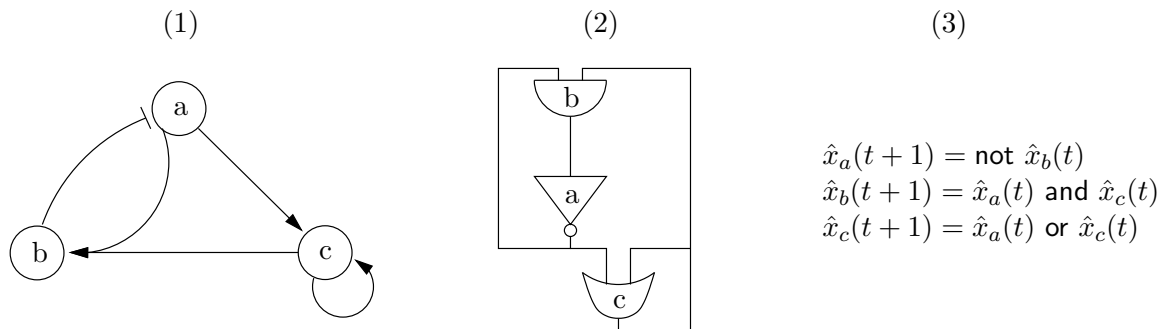 (1) (2) (3)
a
b
c
b
a
c
x̂_a(t + 1) = not x̂_b(t)
x̂_b(t + 1) = x̂_a(t) and x̂_c(t)
x̂_c(t + 1) = x̂_a(t) or x̂_c(t)